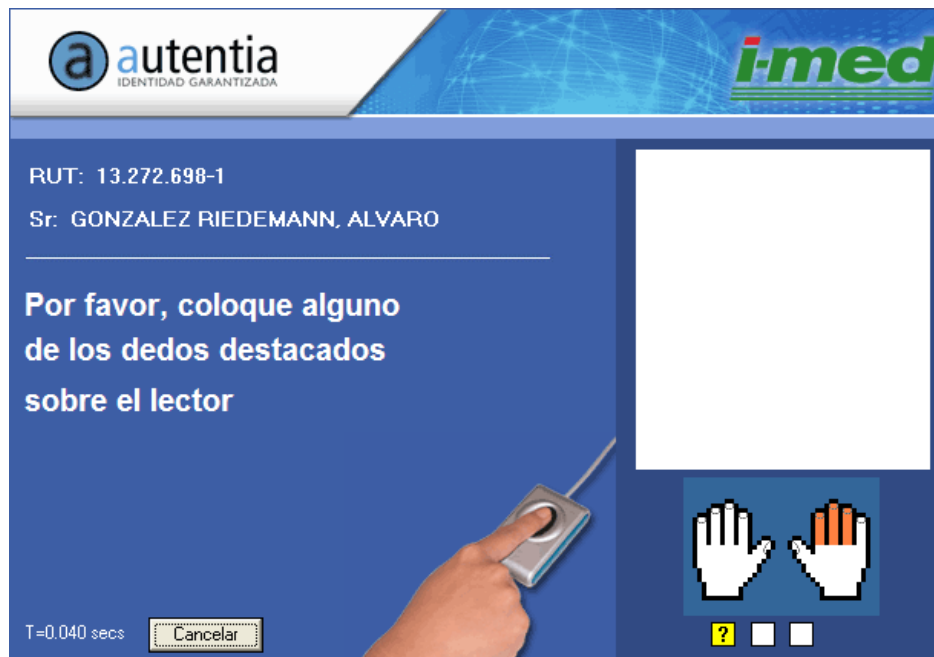 a autentia
IDENTIDAD GARANTIZADA
i-med
RUT: 13.272.698-1
Sr: GONZALEZ RIEDEMANN, ALVARO
Por favor, coloque alguno
de los dedos destacados
sobre el lector
T=0.040 secs
Cancelar
?